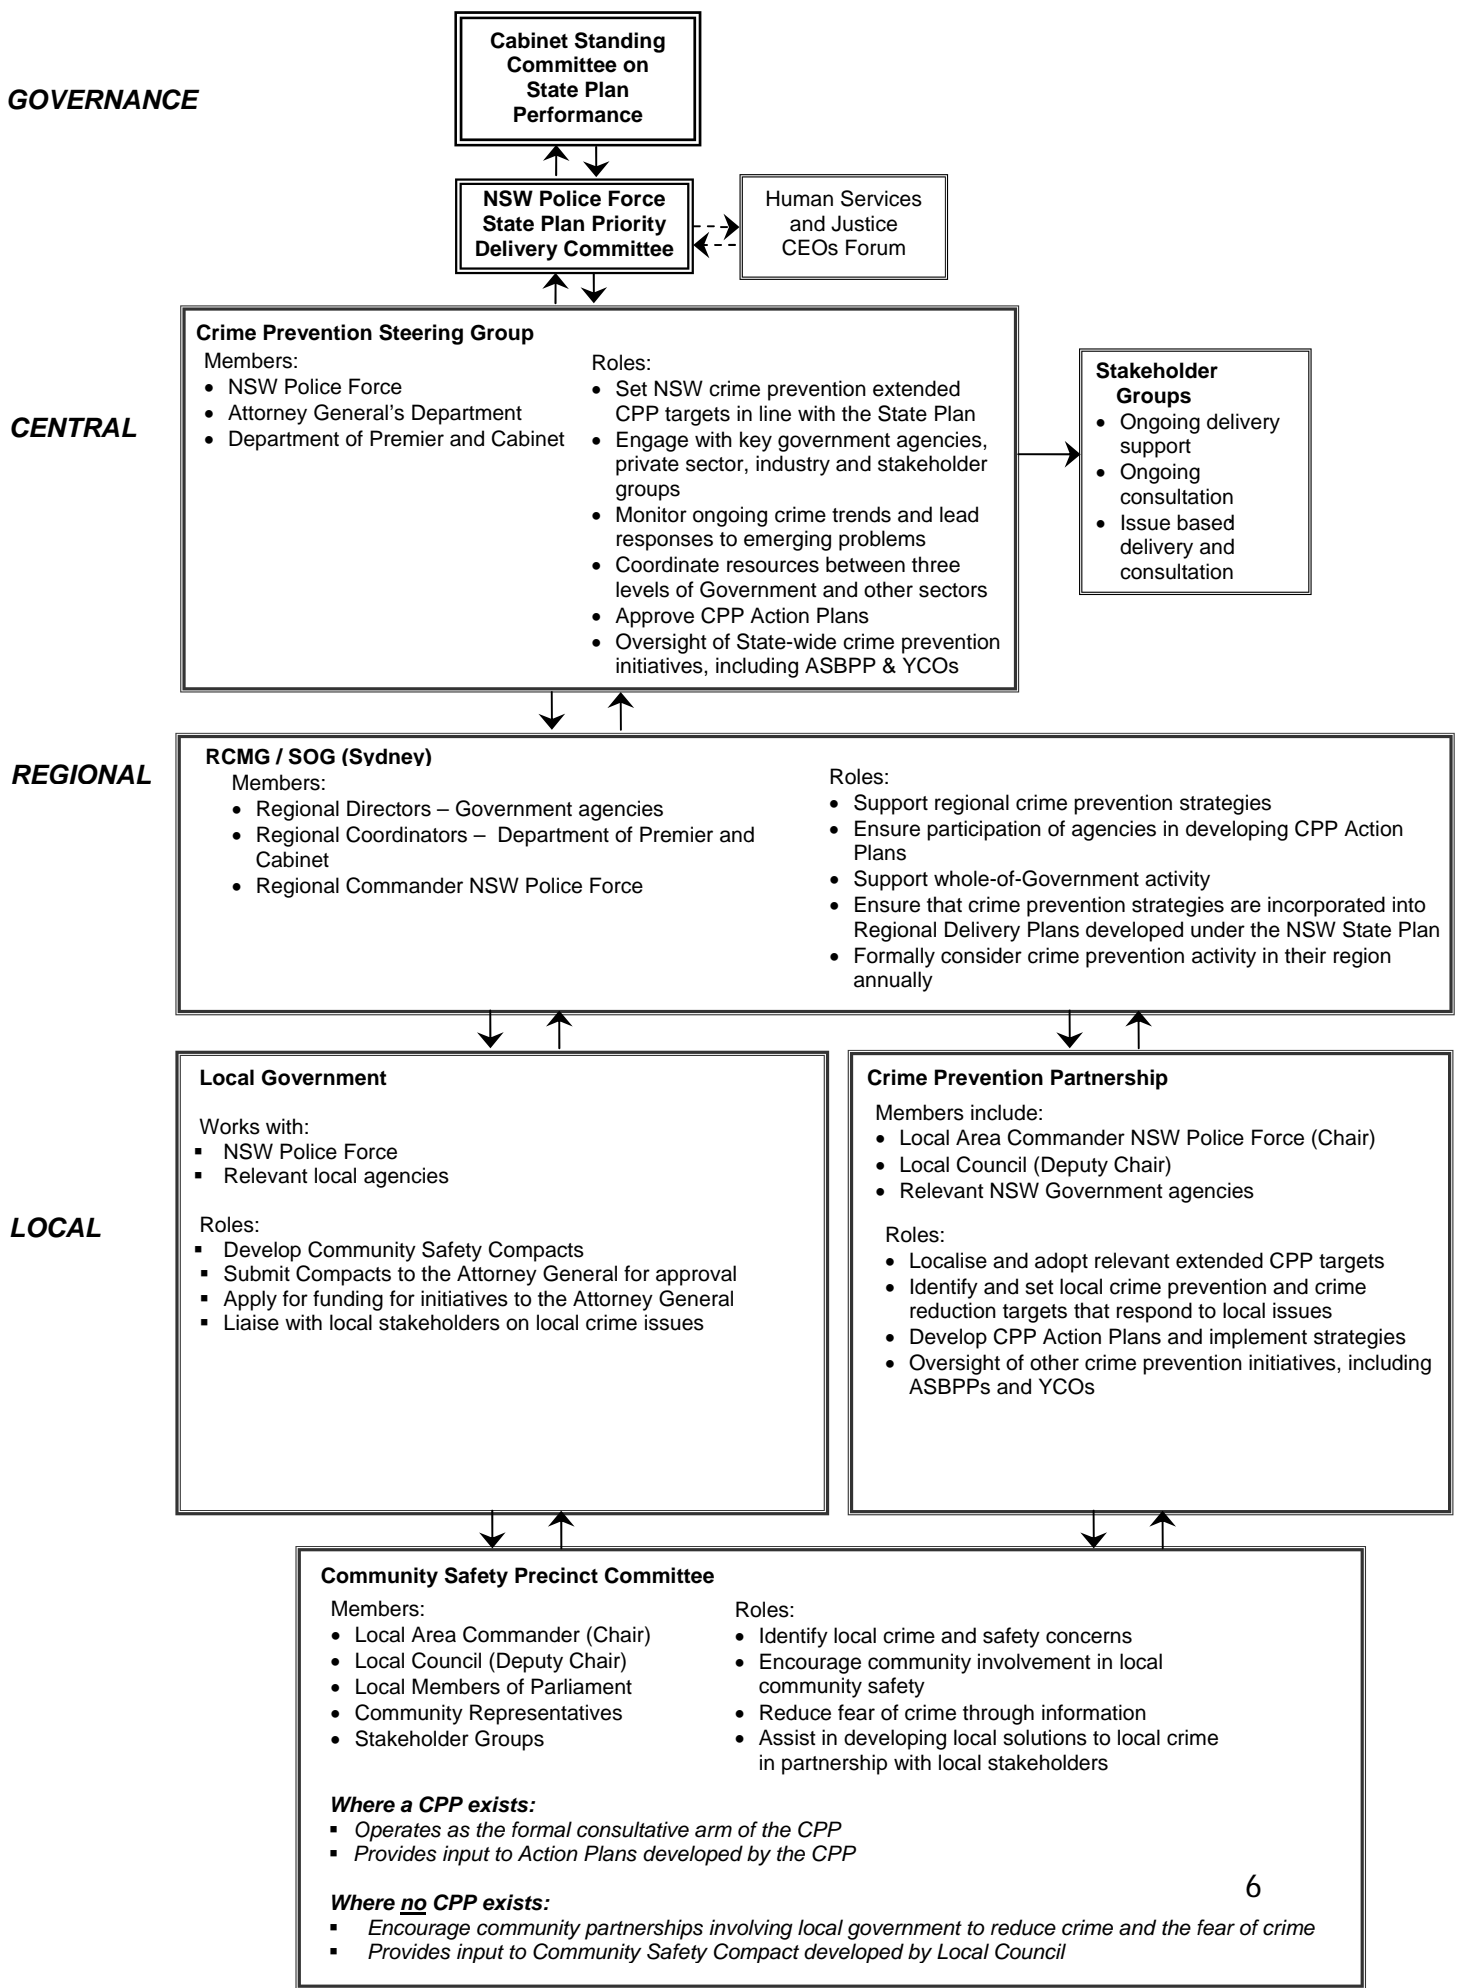 GOVERNANCE
Cabinet Standing
Committee on
State Plan
Performance
NSW Police Force
State Plan Priority
Delivery Committee
Human Services
and Justice
CEOs Forum
CENTRAL
Crime Prevention Steering Group
Members:
• NSW Police Force
• Attorney General's Department
• Department of Premier and Cabinet
Roles:
• Set NSW crime prevention extended
CPP targets in line with the State Plan
• Engage with key government agencies,
private sector, industry and stakeholder
groups
• Monitor ongoing crime trends and lead
responses to emerging problems
• Coordinate resources between three
levels of Government and other sectors
• Approve CPP Action Plans
• Oversight of State-wide crime prevention
initiatives, including ASBPP & YCOs
Stakeholder
Groups
• Ongoing delivery
support
• Ongoing
consultation
• Issue based
delivery and
consultation
REGIONAL
RCMG / SOG (Sydney)
Members:
• Regional Directors – Government agencies
• Regional Coordinators – Department of Premier and
Cabinet
• Regional Commander NSW Police Force
Roles:
• Support regional crime prevention strategies
• Ensure participation of agencies in developing CPP Action
Plans
• Support whole-of-Government activity
• Ensure that crime prevention strategies are incorporated into
Regional Delivery Plans developed under the NSW State Plan
• Formally consider crime prevention activity in their region
annually
LOCAL
Local Government
Works with:
▪ NSW Police Force
▪ Relevant local agencies
Roles:
▪ Develop Community Safety Compacts
▪ Submit Compacts to the Attorney General for approval
▪ Apply for funding for initiatives to the Attorney General
▪ Liaise with local stakeholders on local crime issues
Crime Prevention Partnership
Members include:
• Local Area Commander NSW Police Force (Chair)
• Local Council (Deputy Chair)
• Relevant NSW Government agencies
Roles:
• Localise and adopt relevant extended CPP targets
• Identify and set local crime prevention and crime
reduction targets that respond to local issues
• Develop CPP Action Plans and implement strategies
• Oversight of other crime prevention initiatives, including
ASBPPs and YCOs
Community Safety Precinct Committee
Members:
• Local Area Commander (Chair)
• Local Council (Deputy Chair)
• Local Members of Parliament
• Community Representatives
• Stakeholder Groups
Roles:
• Identify local crime and safety concerns
• Encourage community involvement in local
community safety
• Reduce fear of crime through information
• Assist in developing local solutions to local crime
in partnership with local stakeholders
Where a CPP exists:
▪ Operates as the formal consultative arm of the CPP
▪ Provides input to Action Plans developed by the CPP
Where no CPP exists:
▪ Encourage community partnerships involving local government to reduce crime and the fear of crime
▪ Provides input to Community Safety Compact developed by Local Council
6